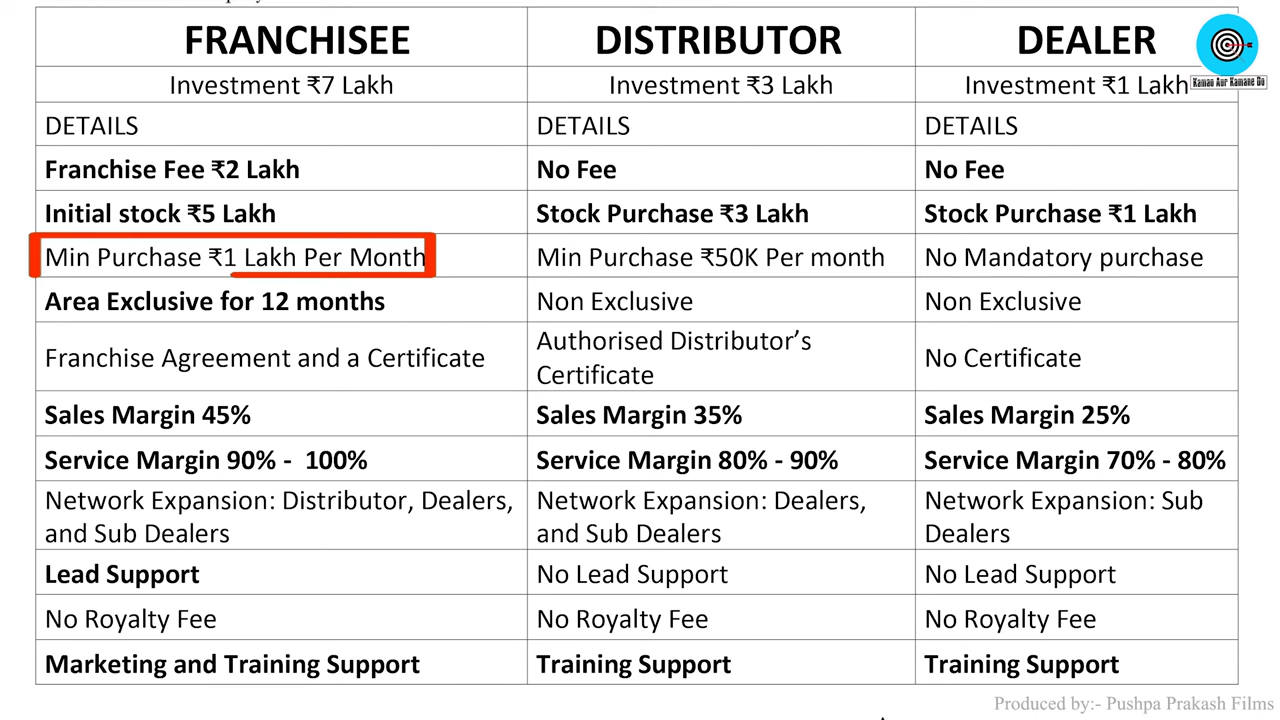 FRANCHISEE
DISTRIBUTOR
DEALER
Kamao Aur Kamane Do
Investment ₹7 Lakh
Investment ₹3 Lakh
Investment ₹1 Lakh
DETAILS
DETAILS
DETAILS
Franchise Fee ₹2 Lakh
No Fee
No Fee
Initial stock ₹5 Lakh
Stock Purchase ₹3 Lakh
Stock Purchase ₹1 Lakh
Min Purchase ₹1 Lakh Per Month
Min Purchase ₹50K Per month
No Mandatory purchase
Area Exclusive for 12 months
Non Exclusive
Non Exclusive
Franchise Agreement and a Certificate
Authorised Distributor’s
Certificate
No Certificate
Sales Margin 45%
Sales Margin 35%
Sales Margin 25%
Service Margin 90% - 100%
Service Margin 80% - 90%
Service Margin 70% - 80%
Network Expansion: Distributor, Dealers,
and Sub Dealers
Network Expansion: Dealers,
and Sub Dealers
Network Expansion: Sub
Dealers
Lead Support
No Lead Support
No Lead Support
No Royalty Fee
No Royalty Fee
No Royalty Fee
Marketing and Training Support
Training Support
Training Support
Produced by:- Pushpa Prakash Films